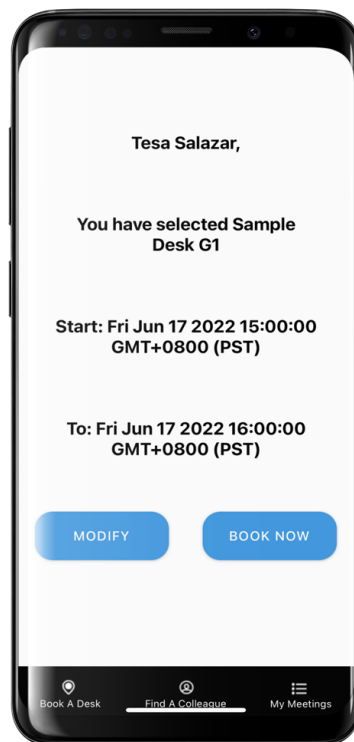 Tesa Salazar,
You have selected Sample
Desk G1
Start: Fri Jun 17 2022 15:00:00
GMT+0800 (PST)
To: Fri Jun 17 2022 16:00:00
GMT+0800 (PST)
MODIFY
BOOK NOW
Book A Desk
Find A Colleague
My Meetings